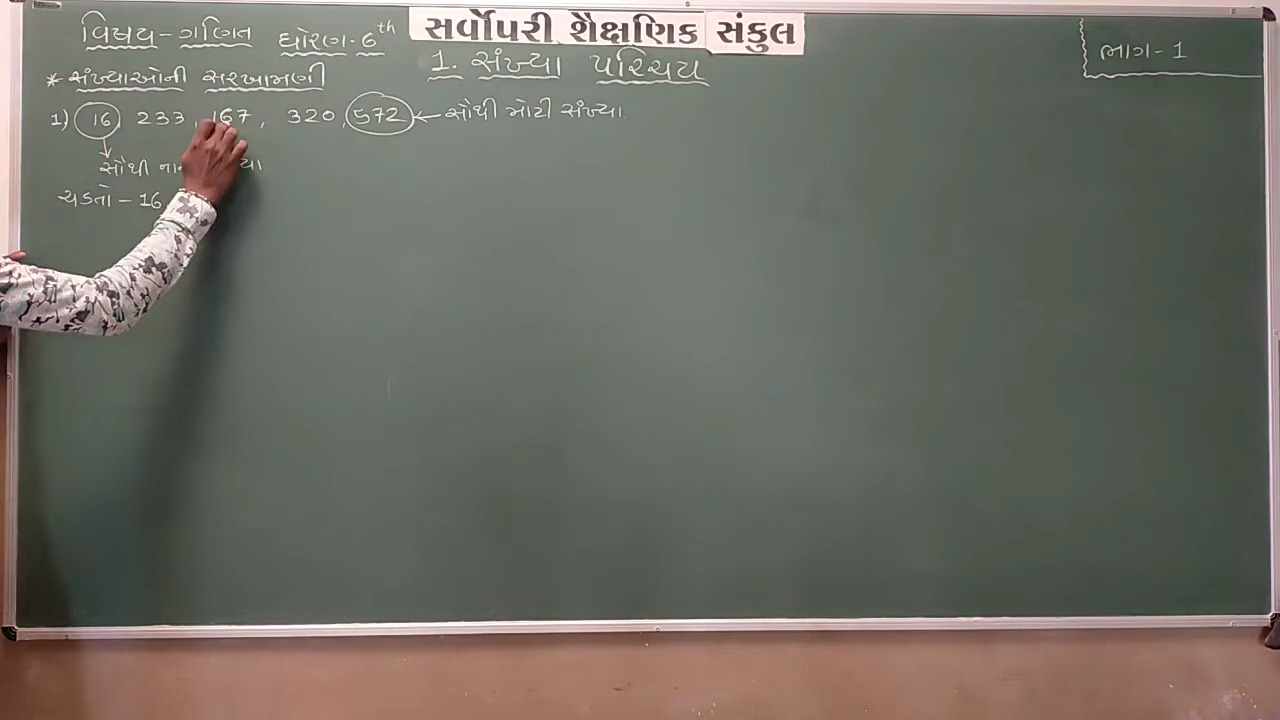 વિષય - ગણિત ધોરણ - 6th
સર્વોપરી શૈક્ષણિક સંકુલ
1. સંખ્યા પરિચય
ભાગ - 1
* સંખ્યાઓની સરખામણી
1) 16, 233, 167, 320, 572 ← સૌથી મોટી સંખ્યા
સૌથી
ચડતો - 16